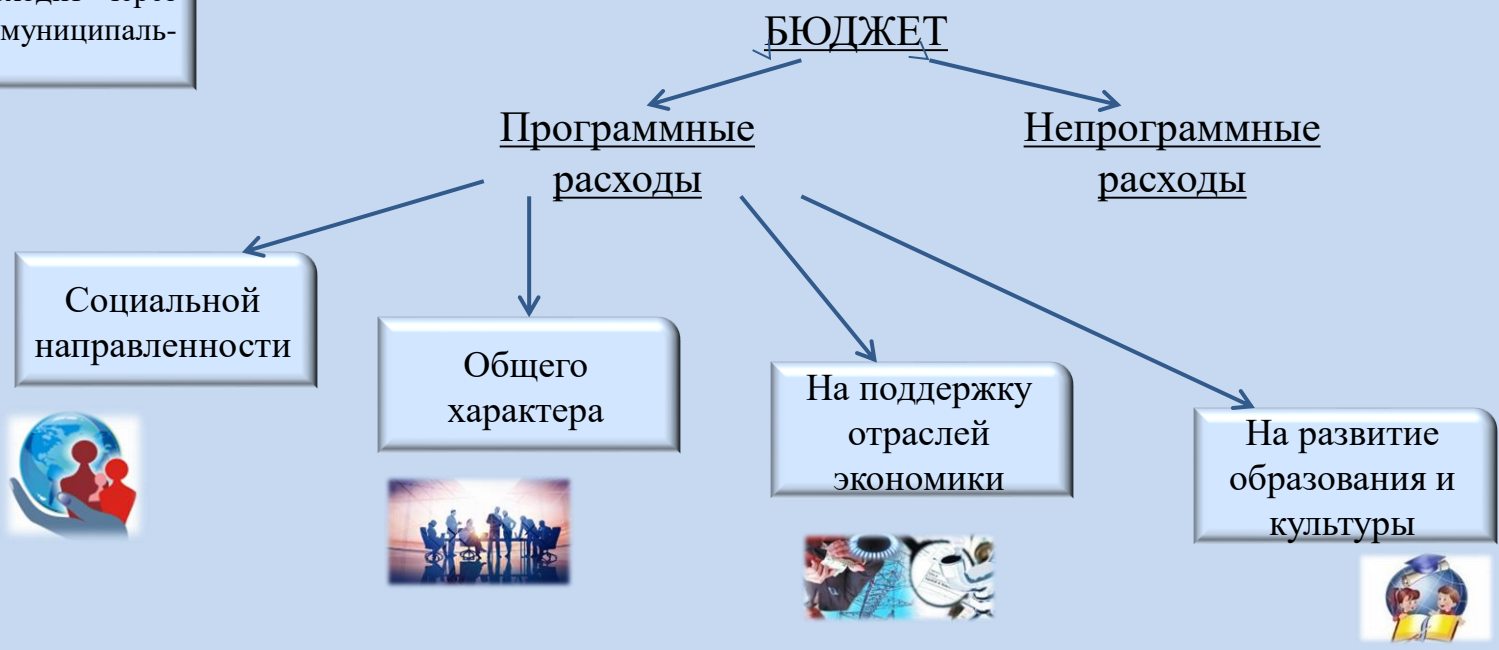 муниципаль-
БЮДЖЕТ
Программные
расходы
Непрограммные
расходы
Социальной
направленности
Общего
характера
На поддержку
отраслей
экономики
На развитие
образования и
культуры